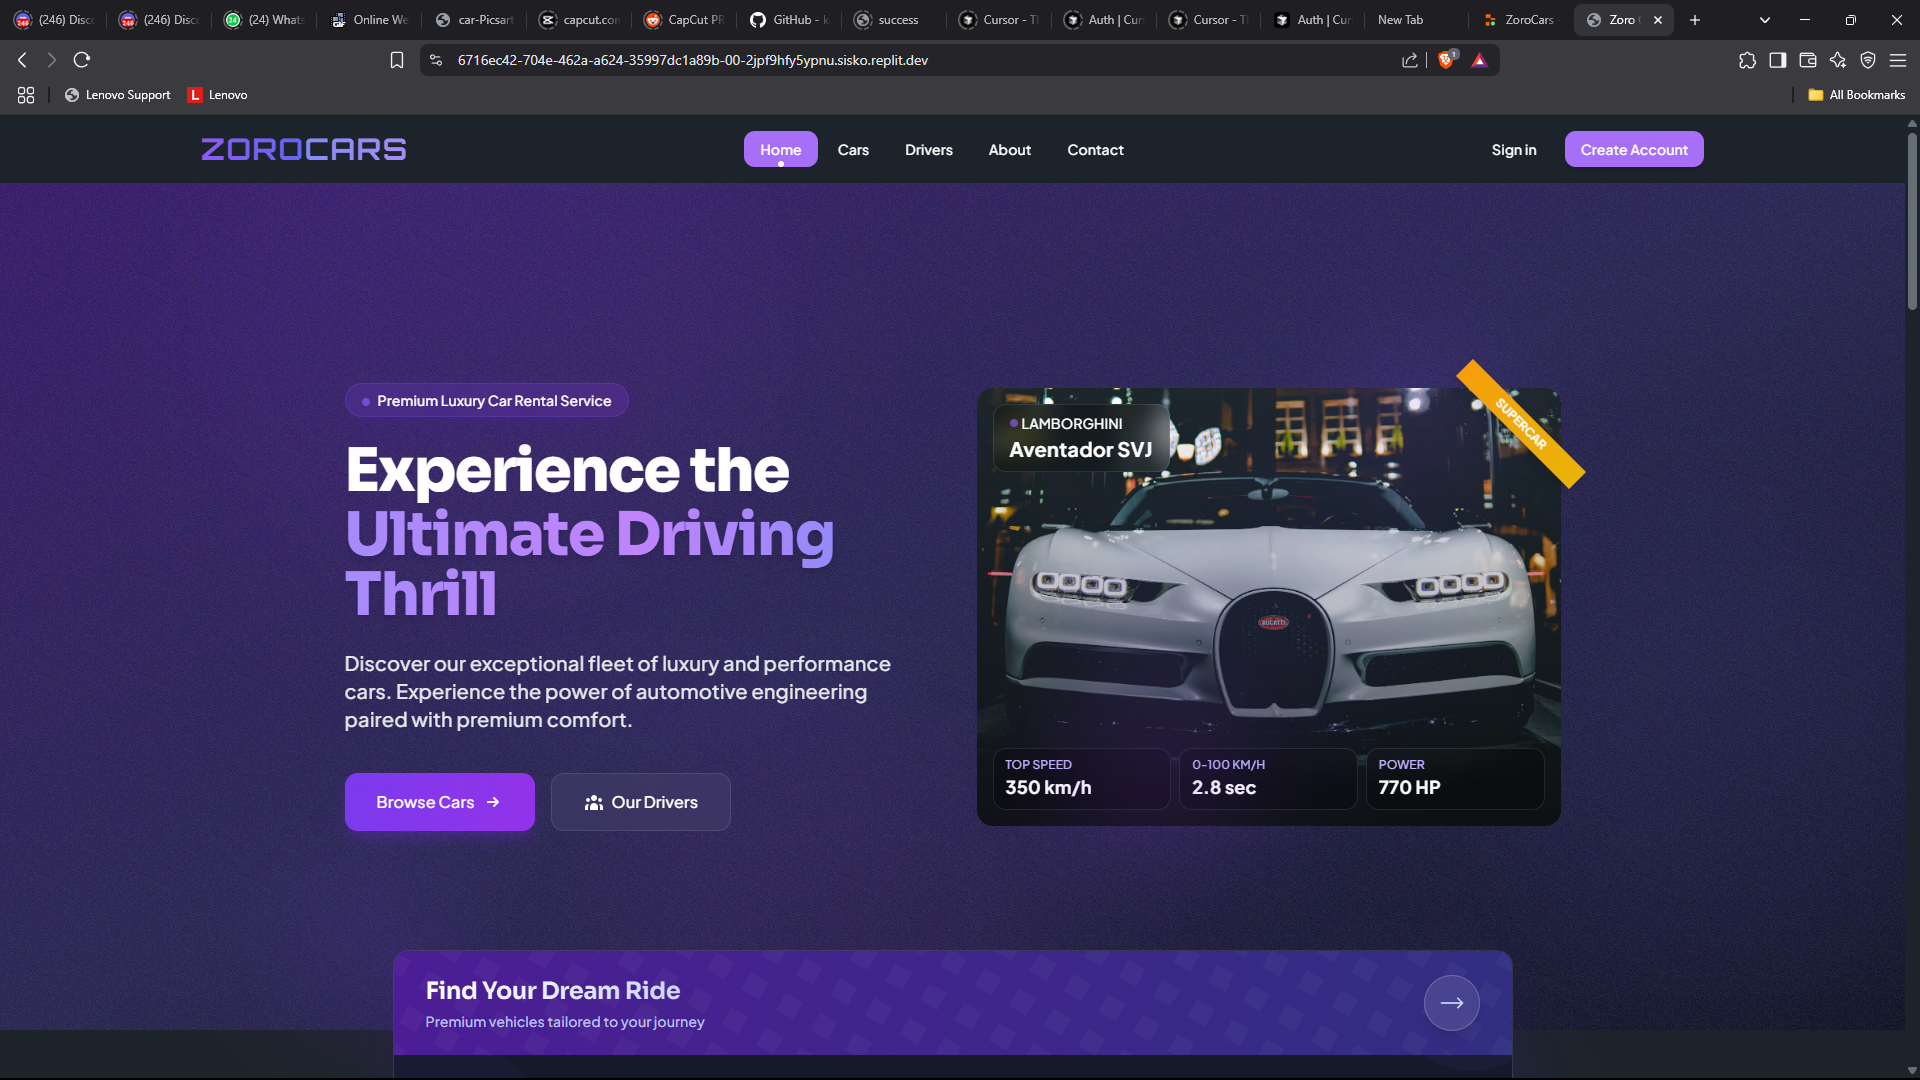 (246) Disc
(246) Disc
(24) Whats
Online We
car-Picsart
capcut.co
CapCut PR
GitHub - k
success
Cursor - T
Auth | Cur
Cursor - T
Auth | Cur
New Tab
ZoroCars -
Zoro
6716ec42-704e-462a-a624-35997dc1a89b-00-2jpf9hfy5ypnu.sisko.replit.dev
1
Lenovo Support
L Lenovo
All Bookmarks
ZOROCARS
Home
Cars
Drivers
About
Contact
Sign in
Create Account
Premium Luxury Car Rental Service
Experience the
Ultimate Driving
Thrill
Discover our exceptional fleet of luxury and performance
cars. Experience the power of automotive engineering
paired with premium comfort.
Browse Cars
Our Drivers
LAMBORGHINI
Aventador SVJ
SUPERCAR
BUGATTI
TOP SPEED
350 km/h
0-100 KM/H
2.8 sec
POWER
770 HP
Find Your Dream Ride
Premium vehicles tailored to your journey